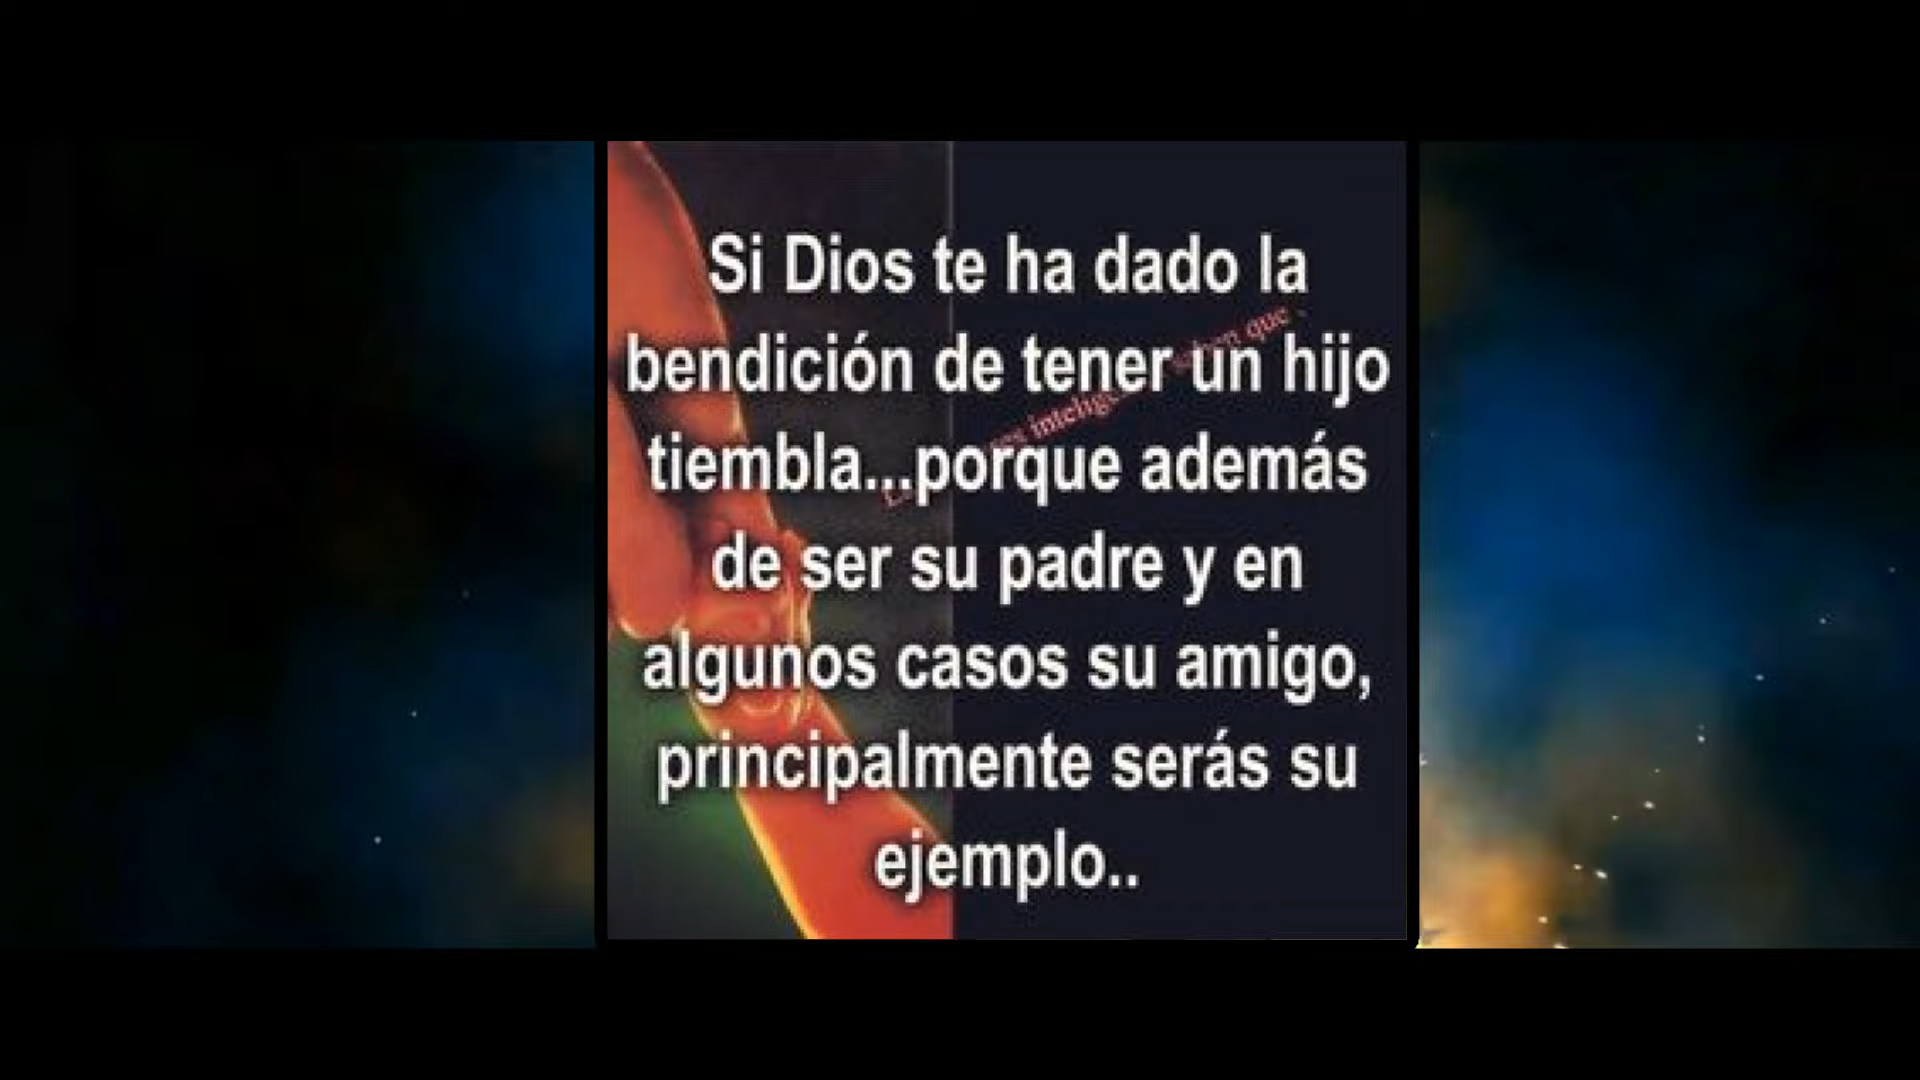 Si Dios te ha dado la
bendición de tener un hijo
tiembla...porque además
de ser su padre y en
algunos casos su amigo,
principalmente serás su
ejemplo..
que